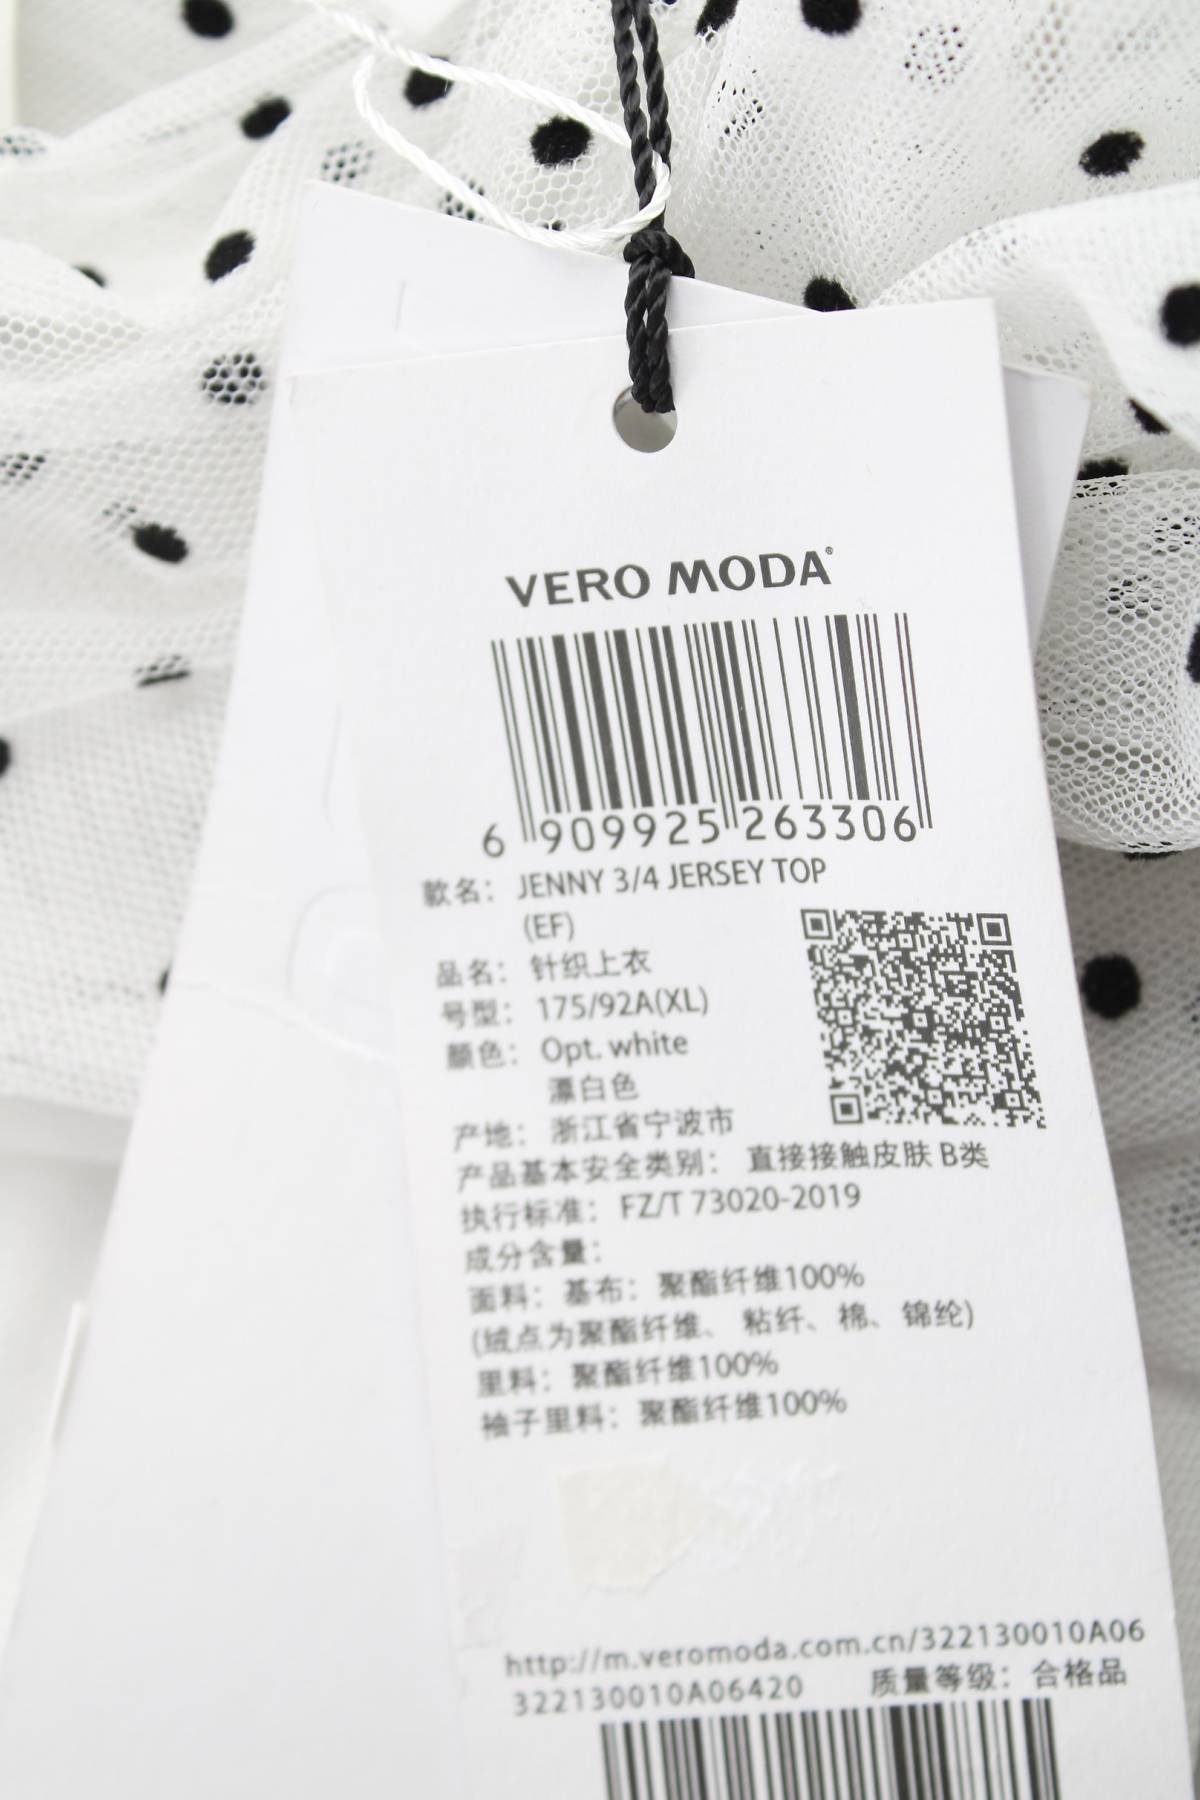 VERO MODA®
6 909925 263306
款名： JENNY 3/4 JERSEY TOP
(EF)
品名： 针织上衣
号型： 175/92A(XL)
颜色： Opt. white
漂白色
产地： 浙江省宁波市
产品基本安全类别： 直接接触皮肤 B类
执行标准： FZ/T 73020-2019
成分含量：
面料： 基布： 聚酯纤维100%
(绒点为聚酯纤维、 粘纤、 棉、 锦纶)
里料： 聚酯纤维100%
袖子里料： 聚酯纤维100%
http://m.veromoda.com.cn/322130010A06
322130010A06420 质量等级： 合格品